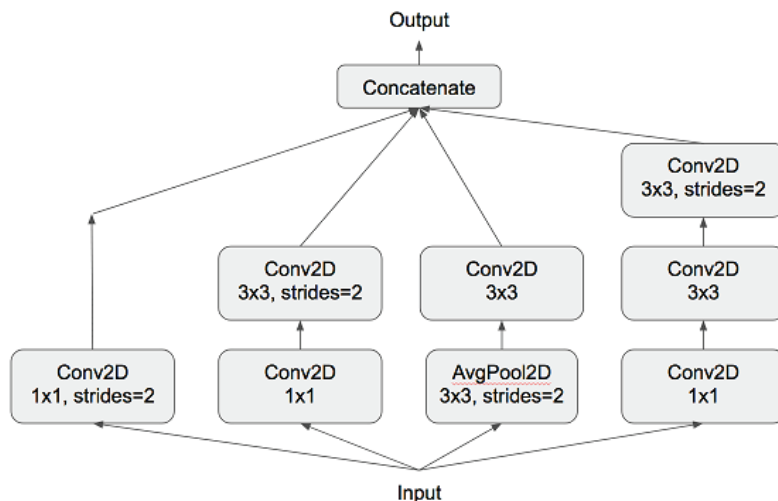 Output
Concatenate
Conv2D
3x3, strides=2
Conv2D
3x3, strides=2
Conv2D
3x3
Conv2D
3x3
Conv2D
1x1, strides=2
Conv2D
1x1
AvgPool2D
3x3, strides=2
Conv2D
1x1
Input